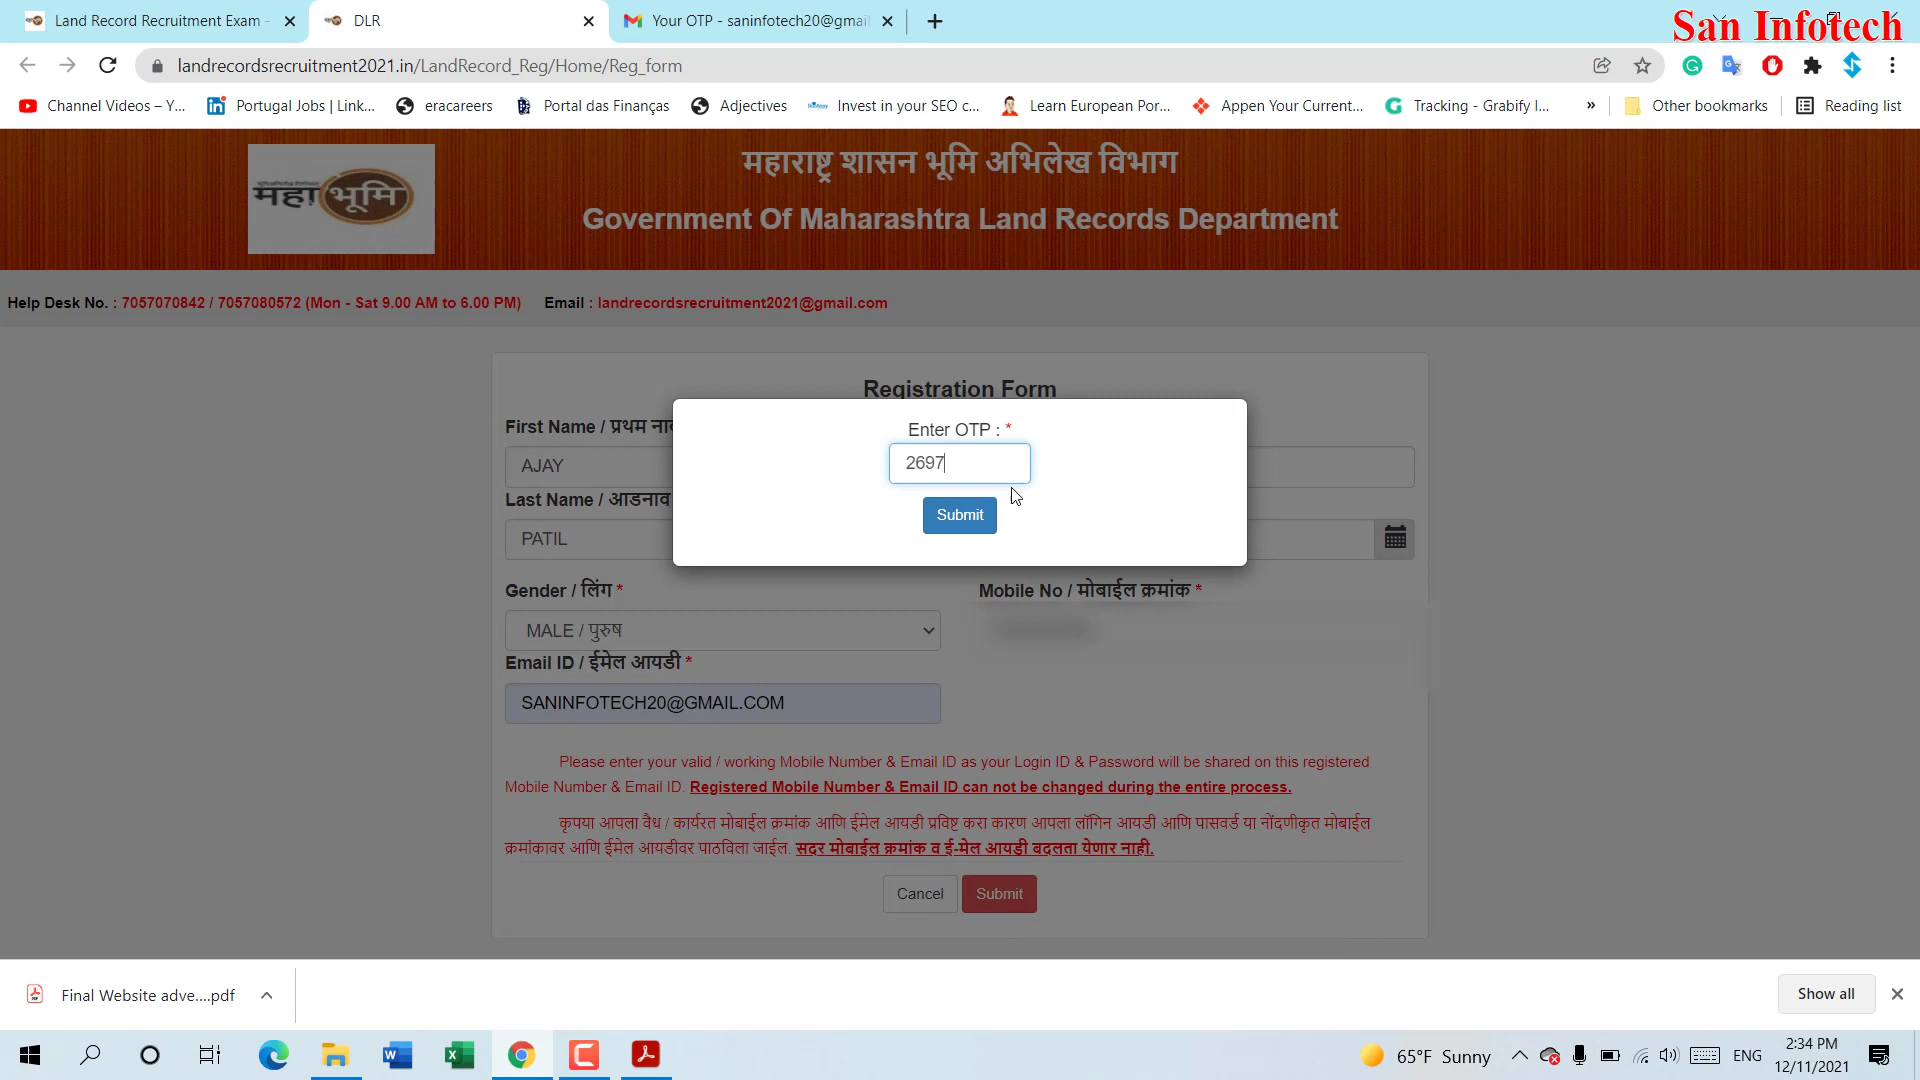 Land Record Recruitment Exam -
DLR
Your OTP - saninfotech20@gmail
San Infotech
landrecordsrecruitment2021.in/LandRecord_Reg/Home/Reg_form
Channel Videos – Y...
Portugal Jobs | Link...
eracareers
Portal das Finanças
Adjectives
Invest in your SEO c...
Learn European Por...
Appen Your Current...
Tracking - Grabify I...
»
Other bookmarks
Reading list
महाभूमि
महाराष्ट्र शासन भूमि अभिलेख विभाग
Government Of Maharashtra Land Records Department
Help Desk No. : 7057070842 / 7057080572 (Mon - Sat 9.00 AM to 6.00 PM) Email : landrecordsrecruitment2021@gmail.com
Registration Form
First Name / प्रथम
Enter OTP : *
AJAY
2697
Last Name / आडनाव
Submit
PATIL
Gender / लिंग *
Mobile No / मोबाईल क्रमांक *
MALE / पुरुष
Email ID / ईमेल आयडी *
SANINFOTECH20@GMAIL.COM
Please enter your valid / working Mobile Number & Email ID as your Login ID & Password will be shared on this registered
Mobile Number & Email ID. Registered Mobile Number & Email ID can not be changed during the entire process.
कृपया आपला वैध / कार्यरत मोबाईल क्रमांक आणि ईमेल आयडी प्रविष्ट करा कारण आपला लॉगिन आयडी आणि पासवर्ड या नोंदणीकृत मोबाईल
क्रमांकावर आणि ईमेल आयडीवर पाठविला जाईल. सदर मोबाईल क्रमांक व ई-मेल आयडी बदलता येणार नाही.
Cancel
Submit
Final Website adve....pdf
Show all
65°F Sunny
ENG
2:34 PM
12/11/2021